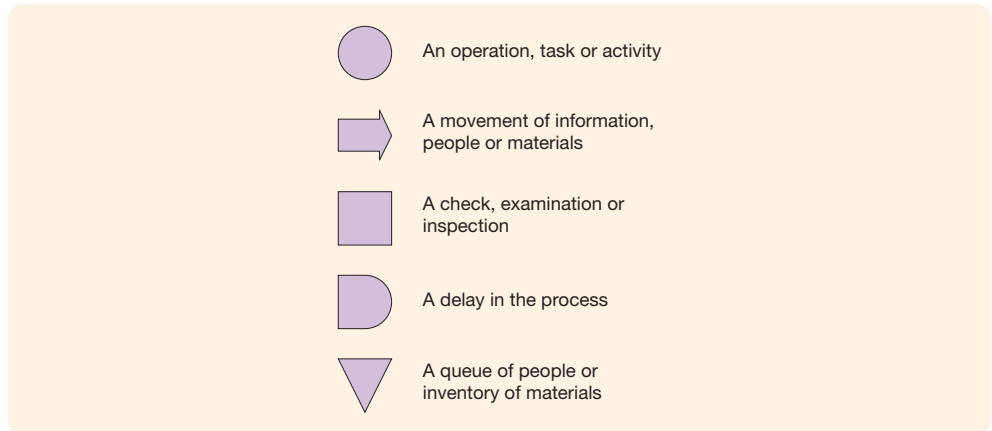 An operation, task or activity
A movement of information,
people or materials
A check, examination or
inspection
A delay in the process
A queue of people or
inventory of materials